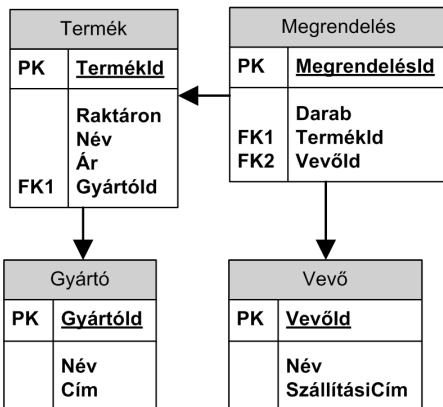 Termék
PK TermékId
Raktáron
Név
Ár
FK1 GyártóId
Megrendelés
PK MegrendelésId
Darab
FK1 TermékId
FK2 VevőId
Gyártó
PK GyártóId
Név
Cím
Vevő
PK VevőId
Név
SzállításiCím